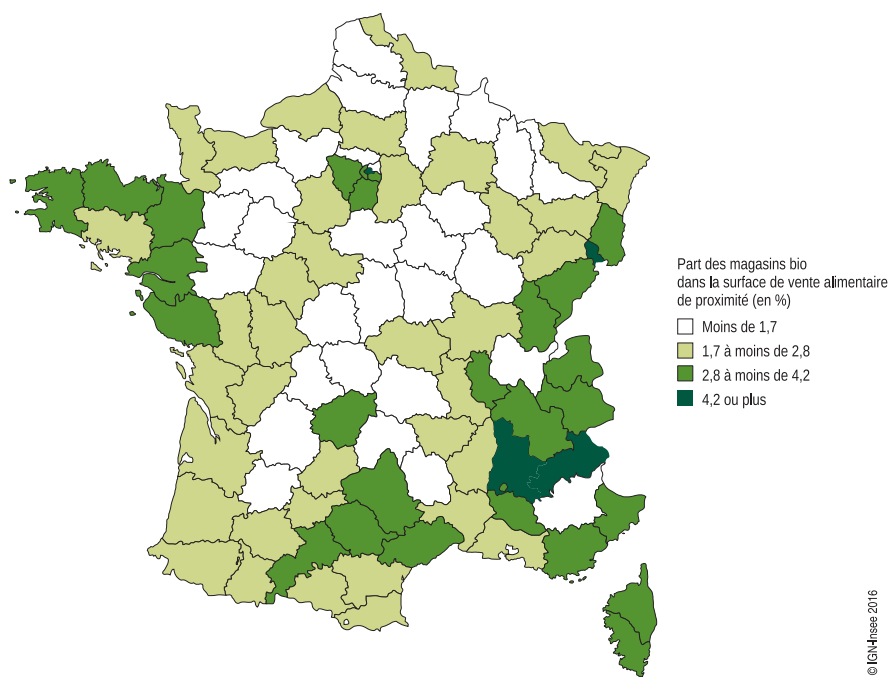 Part des magasins bio
dans la surface de vente alimentaire
de proximité (en %)
Moins de 1,7
1,7 à moins de 2,8
2,8 à moins de 4,2
4,2 ou plus
© IGN-Insee 2016